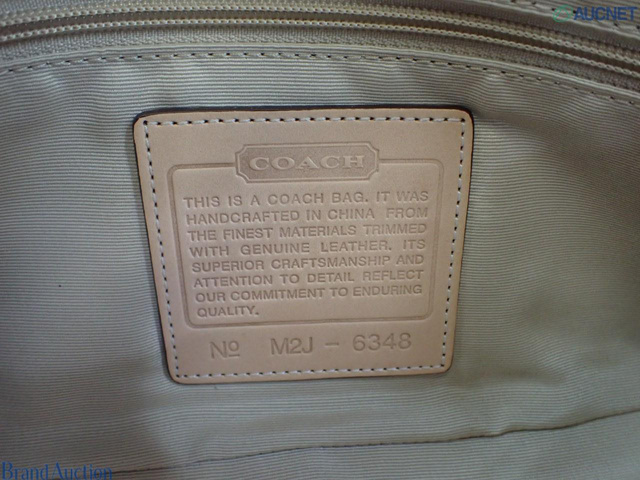 AUCNET
COACH
THIS IS A COACH BAG. IT WAS
HANDCRAFTED IN CHINA FROM
THE FINEST MATERIALS TRIMMED
WITH GENUINE LEATHER. ITS
SUPERIOR CRAFTSMANSHIP AND
ATTENTION TO DETAIL REFLECT
OUR COMMITMENT TO ENDURING
QUALITY.
Nº M2J - 6348
Brand Auction